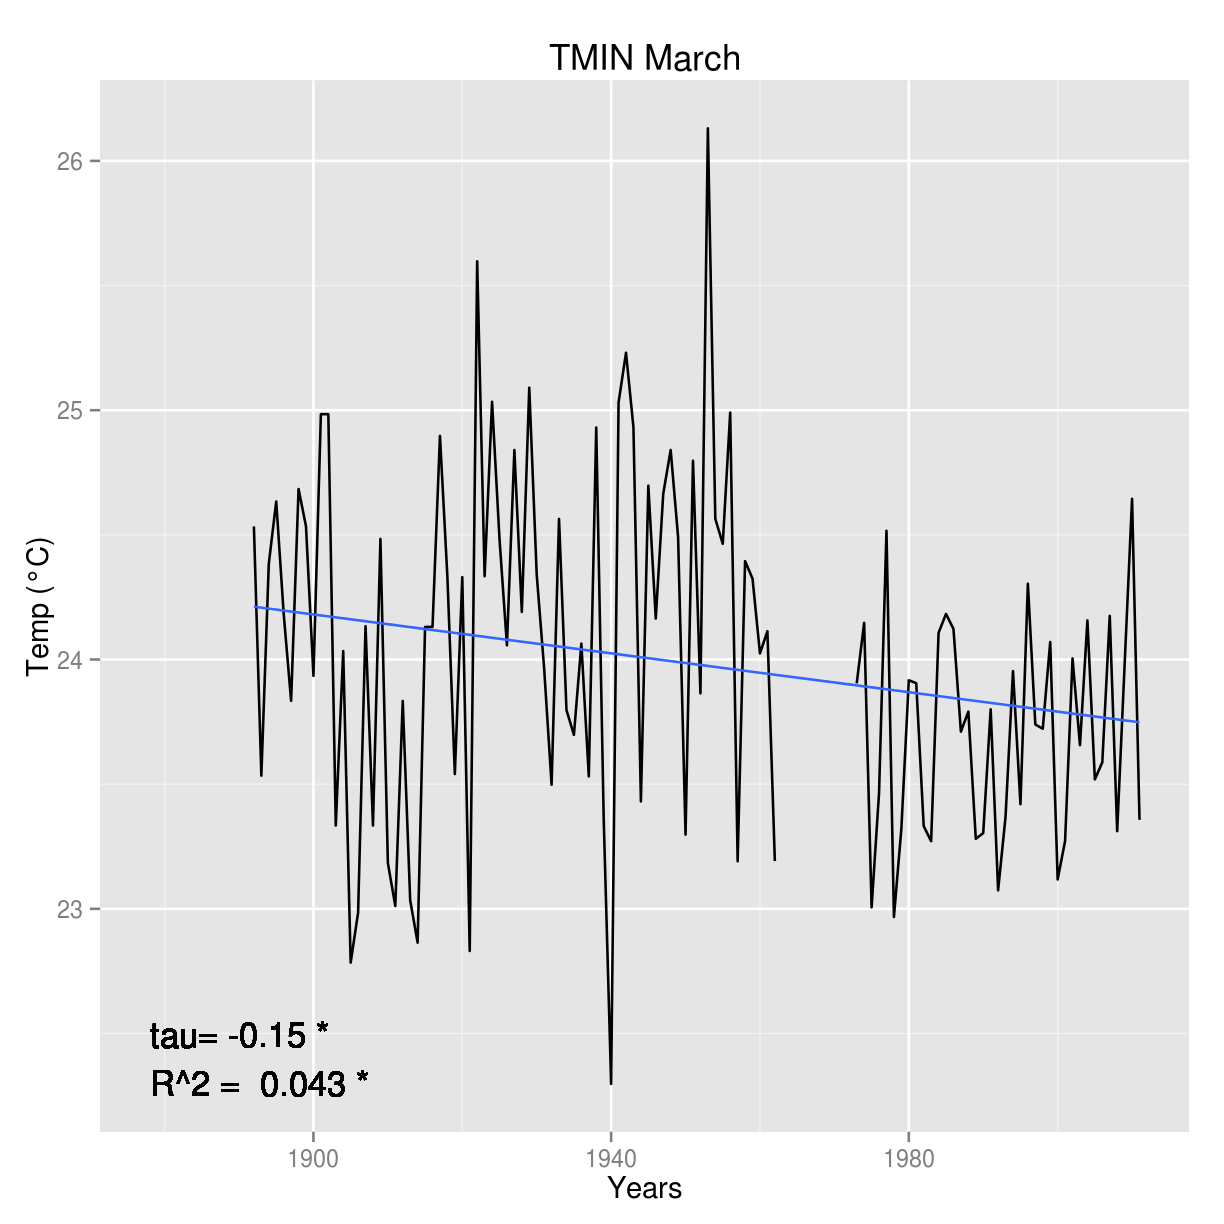 TMIN March
26
25
24
23
Temp (°C)
tau= -0.15 *
R^2 =  0.043 *
1900 1940 1980
Years